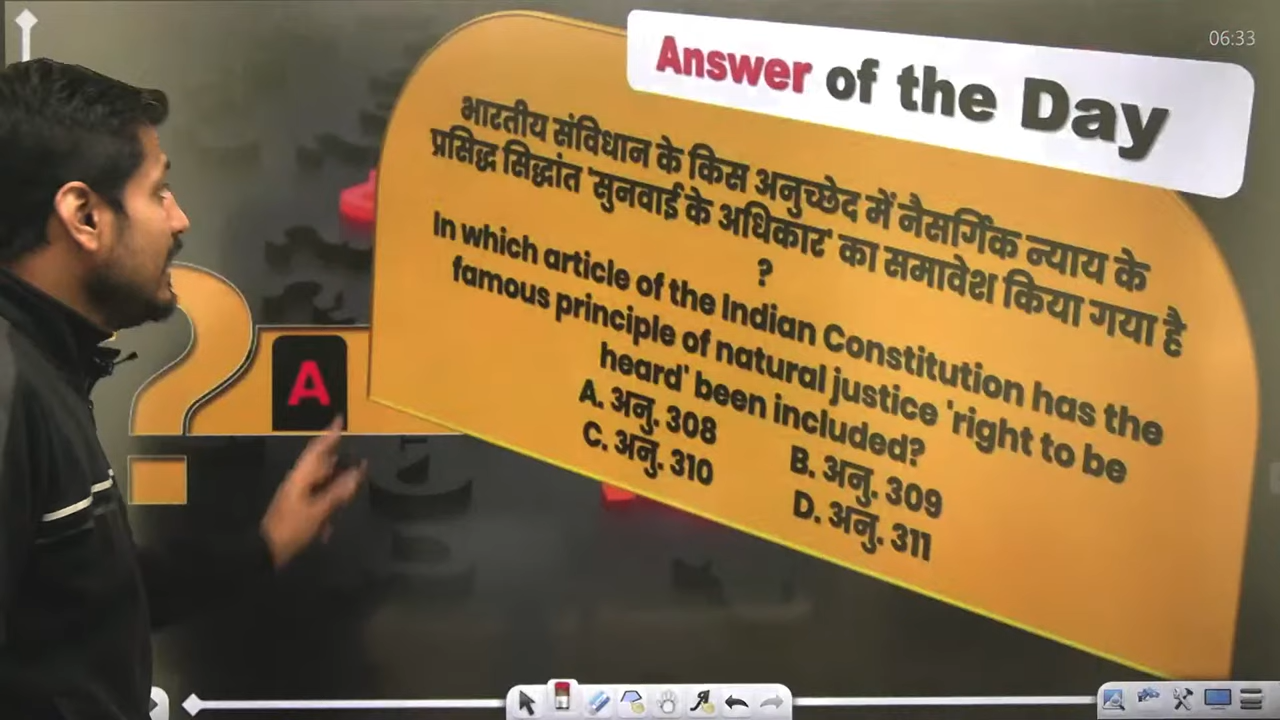 06:33
Answer of the Day
भारतीय संविधान के किस अनुच्छेद में नैसर्गिक न्याय के
प्रसिद्ध सिद्धांत 'सुनवाई के अधिकार' का समावेश किया गया है
?
In which article of the Indian Constitution has the
famous principle of natural justice 'right to be
heard' been included?
A. अनु. 308
B. अनु. 309
C. अनु. 310
D. अनु. 311
A